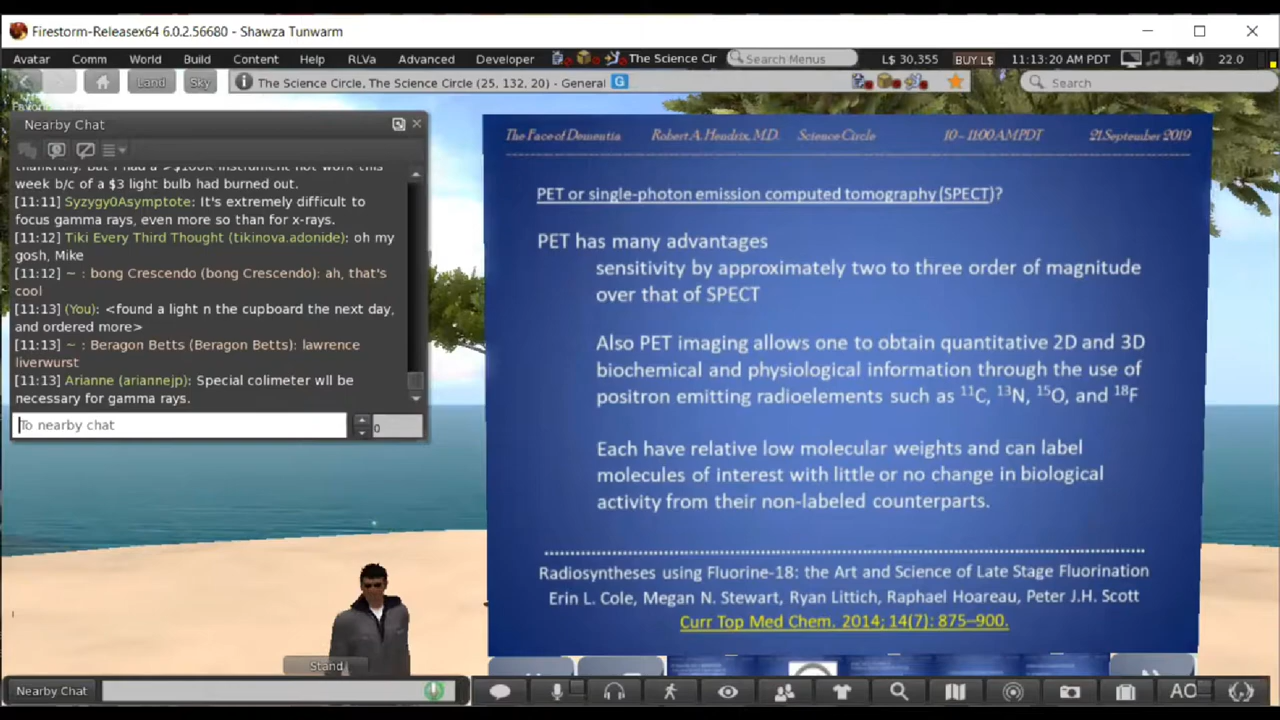 Firestorm-Releasex64 6.0.2.56680 - Shawza Tunwarm
Avatar Comm World Build Content Help RLVa Advanced Developer The Science Cir Search Menus L$ 30,355 BUY L$ 11:13:20 AM PDT 22.0
Land Sky The Science Circle, The Science Circle (25, 132, 20) - General G Search
Nearby Chat
thankfully. But I had a >$100k instrument not work this
week b/c of a $3 light bulb had burned out.
[11:11] Syzygy0Asymptote: It's extremely difficult to
focus gamma rays, even more so than for x-rays.
[11:12] Tiki Every Third Thought (tikinova.adonide): oh my
gosh, Mike
[11:12] ~ : bong Crescendo (bong Crescendo): ah, that's
cool
[11:13] (You): <found a light n the cupboard the next day,
and ordered more>
[11:13] ~ : Beragon Betts (Beragon Betts): lawrence
liverwurst
[11:13] Arianne (ariannejp): Special colimeter wll be
necessary for gamma rays.
To nearby chat
0
The Face of Dementia Robert A. Hendrix, M.D. Science Circle 10 - 11:00 AM PDT 21 September 2019
PET or single-photon emission computed tomography (SPECT)?
PET has many advantages
sensitivity by approximately two to three order of magnitude
over that of SPECT
Also PET imaging allows one to obtain quantitative 2D and 3D
biochemical and physiological information through the use of
positron emitting radioelements such as ¹¹C, ¹³N, ¹⁵O, and ¹⁸F
Each have relative low molecular weights and can label
molecules of interest with little or no change in biological
activity from their non-labeled counterparts.
Radiosyntheses using Fluorine-18: the Art and Science of Late Stage Fluorination
Erin L. Cole, Megan N. Stewart, Ryan Littich, Raphael Hoareau, Peter J.H. Scott
Curr Top Med Chem. 2014; 14(7): 875–900.
Stand
Nearby Chat
AO